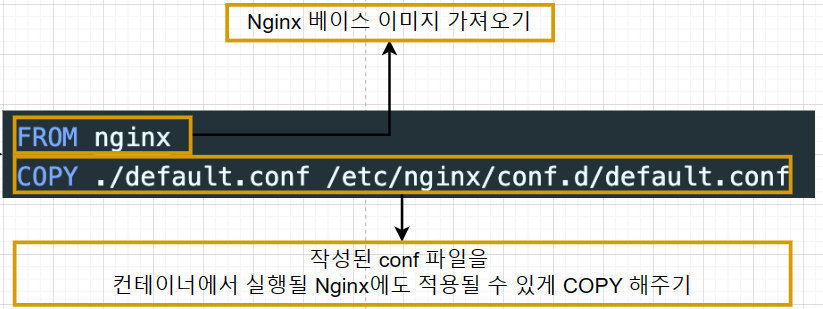 Nginx 베이스 이미지 가져오기
FROM nginx
COPY ./default.conf /etc/nginx/conf.d/default.conf
작성된 conf 파일을
컨테이너에서 실행될 Nginx에도 적용될 수 있게 COPY 해주기